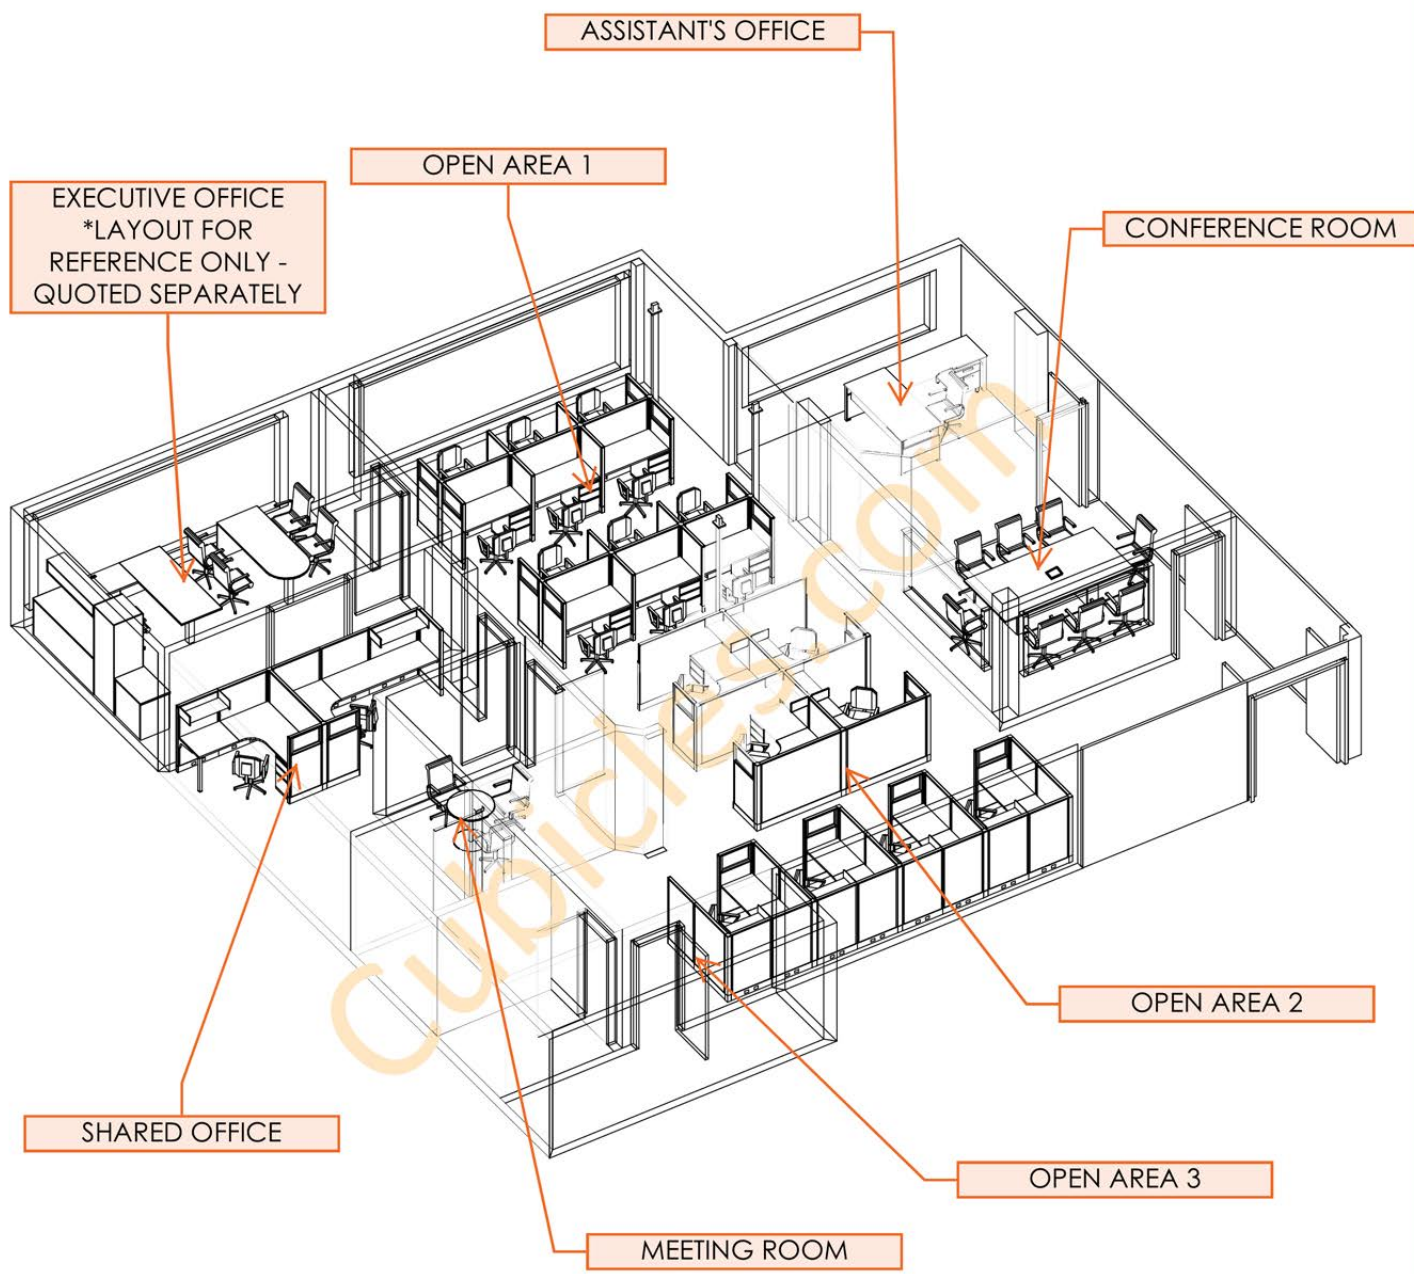 ASSISTANT'S OFFICE
OPEN AREA 1
EXECUTIVE OFFICE
*LAYOUT FOR
REFERENCE ONLY -
QUOTED SEPARATELY
CONFERENCE ROOM
Cubicles.com
OPEN AREA 2
SHARED OFFICE
OPEN AREA 3
MEETING ROOM